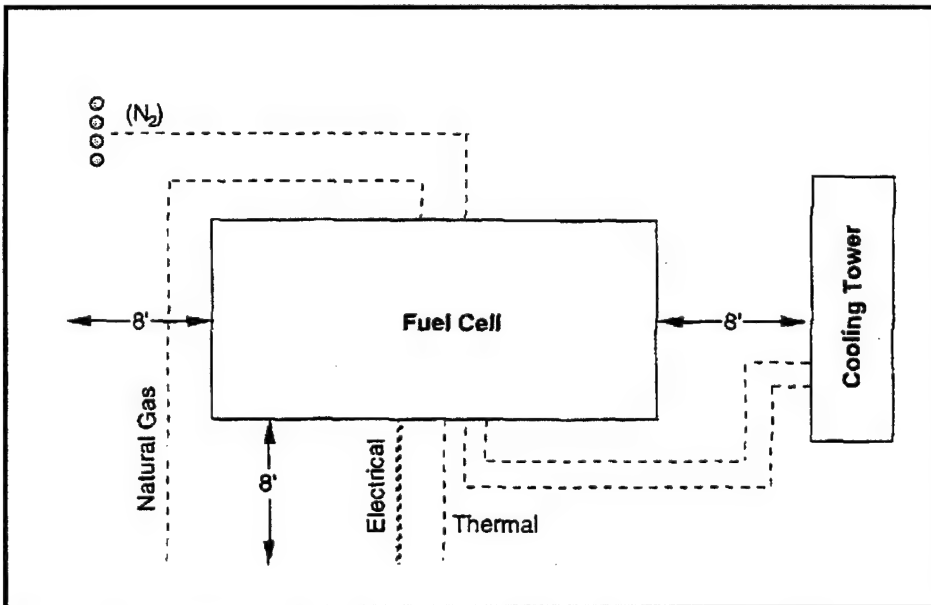 (N₂)
8'
Fuel Cell
8'
Cooling Tower
Natural Gas
8'
Electrical
Thermal